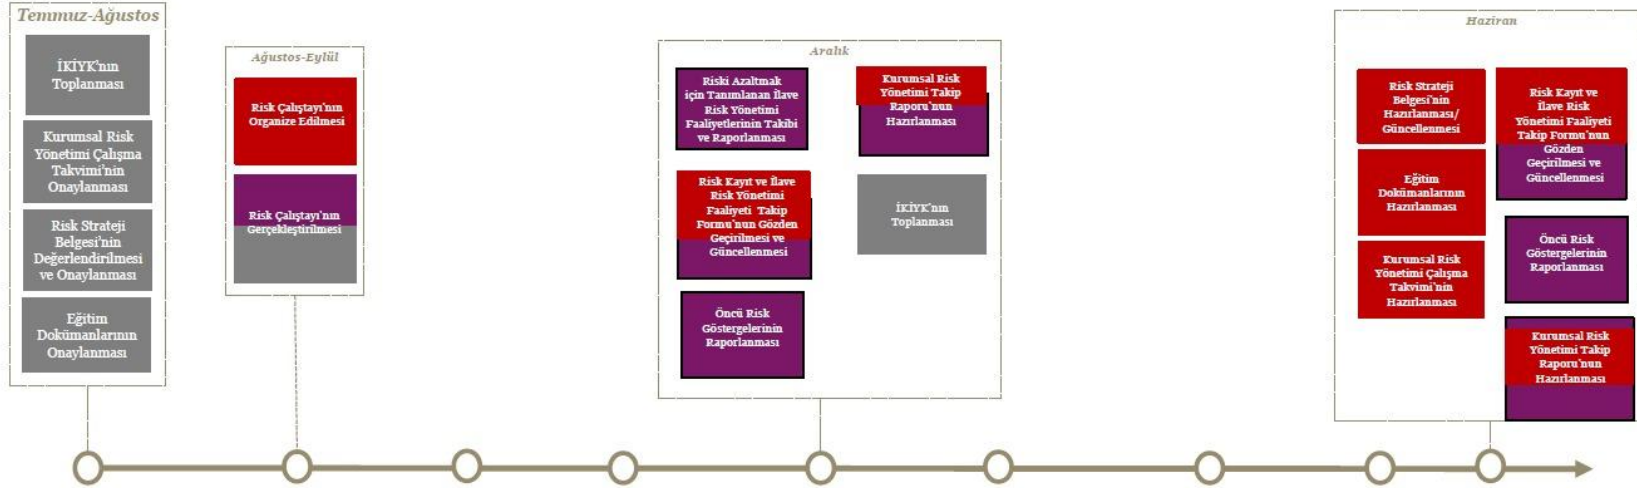 Temmuz-Ağustos
İKİYK'nın
Toplanması
Kurumsal Risk
Yönetimi Çalışma
Takvimi'nin
Onaylanması
Risk Strateji
Belgesi'nin
Değerlendirilmesi
ve Onaylanması
Eğitim
Dokümanlarının
Onaylanması
Ağustos-Eylül
Risk Çalıştayı'nın
Organize Edilmesi
Risk Çalıştayı'nın
Gerçekleştirilmesi
Aralık
Riski Azaltmak
için Tanımlanan İlave
Risk Yönetimi
Faaliyetlerinin Takibi
ve Raporlanması
Risk Kayıt ve İlave
Risk Yönetimi
Faaliyeti Takip
Formu'nun Gözden
Geçirilmesi ve
Güncellenmesi
Öncü Risk
Göstergelerinin
Raporlanması
Kurumsal Risk
Yönetimi Takip
Raporu'nun
Hazırlanması
İKİYK'nın
Toplanması
Haziran
Risk Strateji
Belgesi'nin
Hazırlanması/
Güncellenmesi
Eğitim
Dokümanlarının
Hazırlanması
Kurumsal Risk
Yönetimi Çalışma
Takvimi'nin
Hazırlanması
Risk Kayıt ve
İlave Risk
Yönetimi Faaliyeti
Takip Formu'nun
Gözden
Geçirilmesi ve
Güncellenmesi
Öncü Risk
Göstergelerinin
Raporlanması
Kurumsal Risk
Yönetimi Takip
Raporu'nun
Hazırlanması